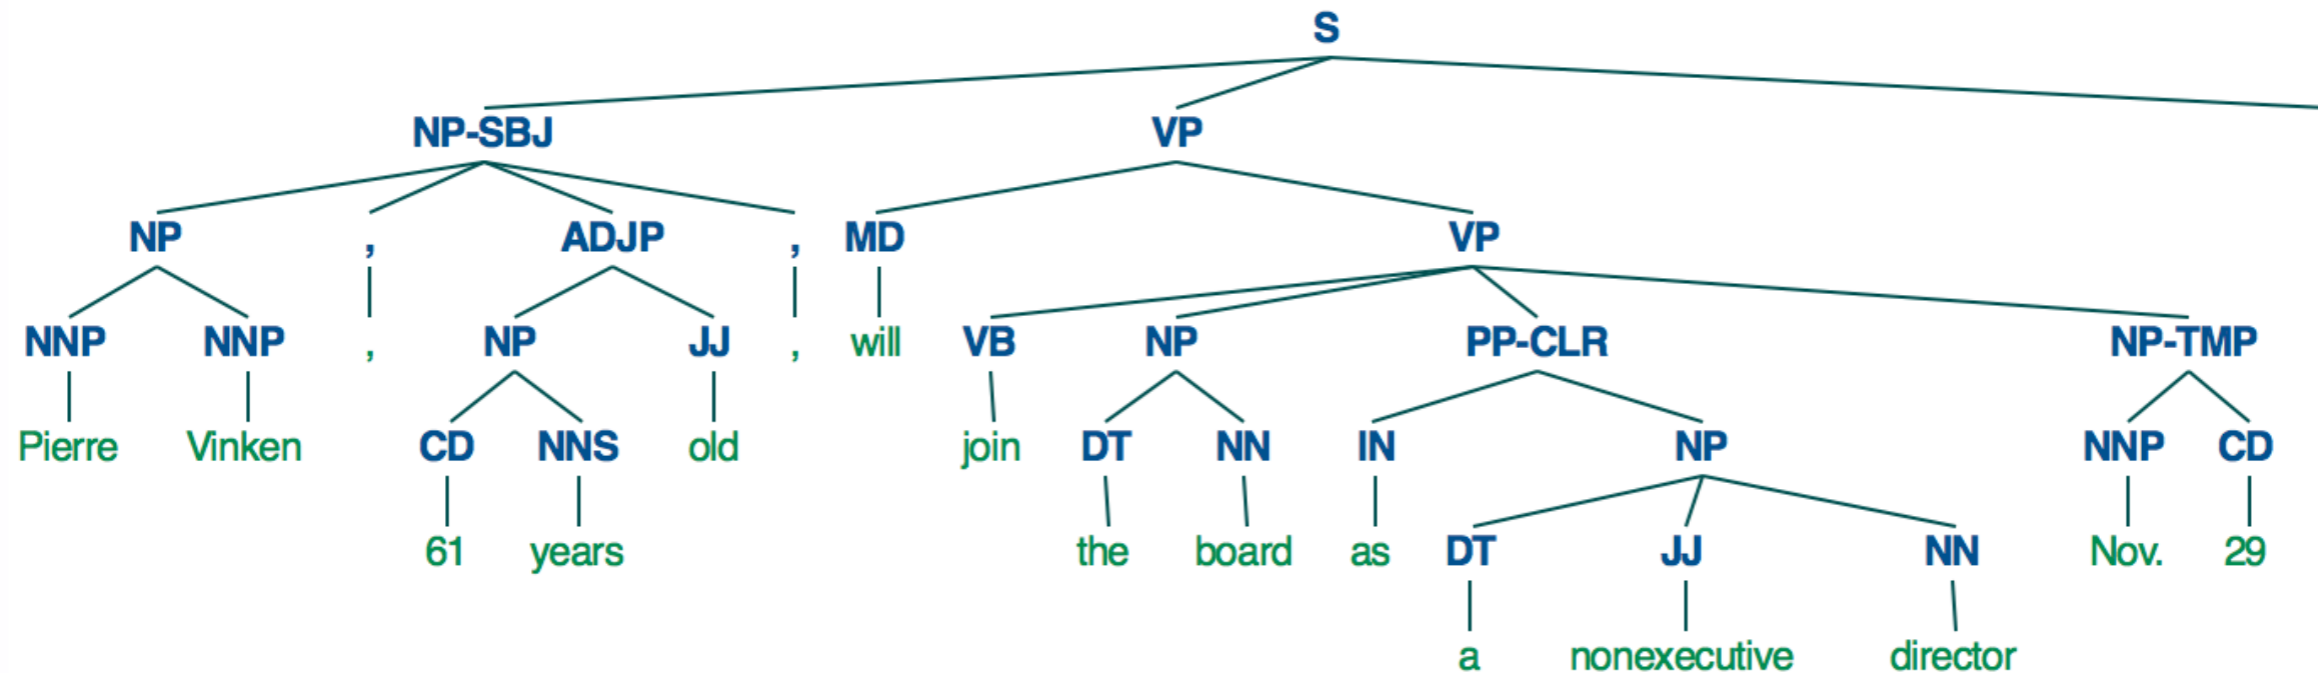 S
NP-SBJ VP
NP , ADJP , MD VP
NNP NNP , NP JJ , will VB NP PP-CLR NP-TMP
Pierre Vinken CD NNS old join DT NN IN NP NNP CD
61 years the board as DT JJ NN Nov. 29
a nonexecutive director